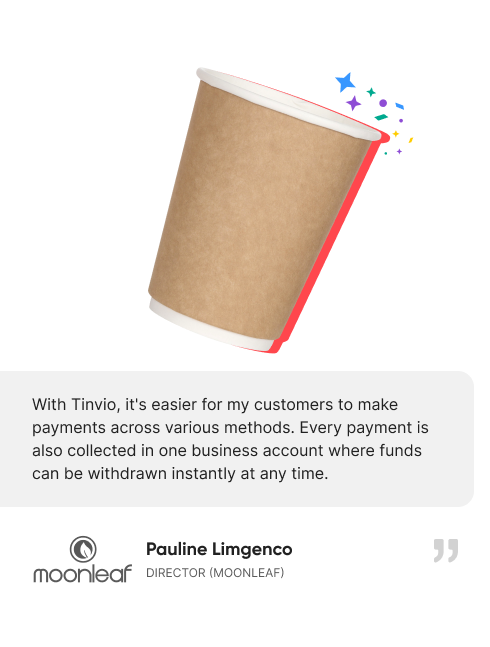 With Tinvio, it's easier for my customers to make
payments across various methods. Every payment is
also collected in one business account where funds
can be withdrawn instantly at any time.
moonleaf
Pauline Limgenco
DIRECTOR (MOONLEAF)
”